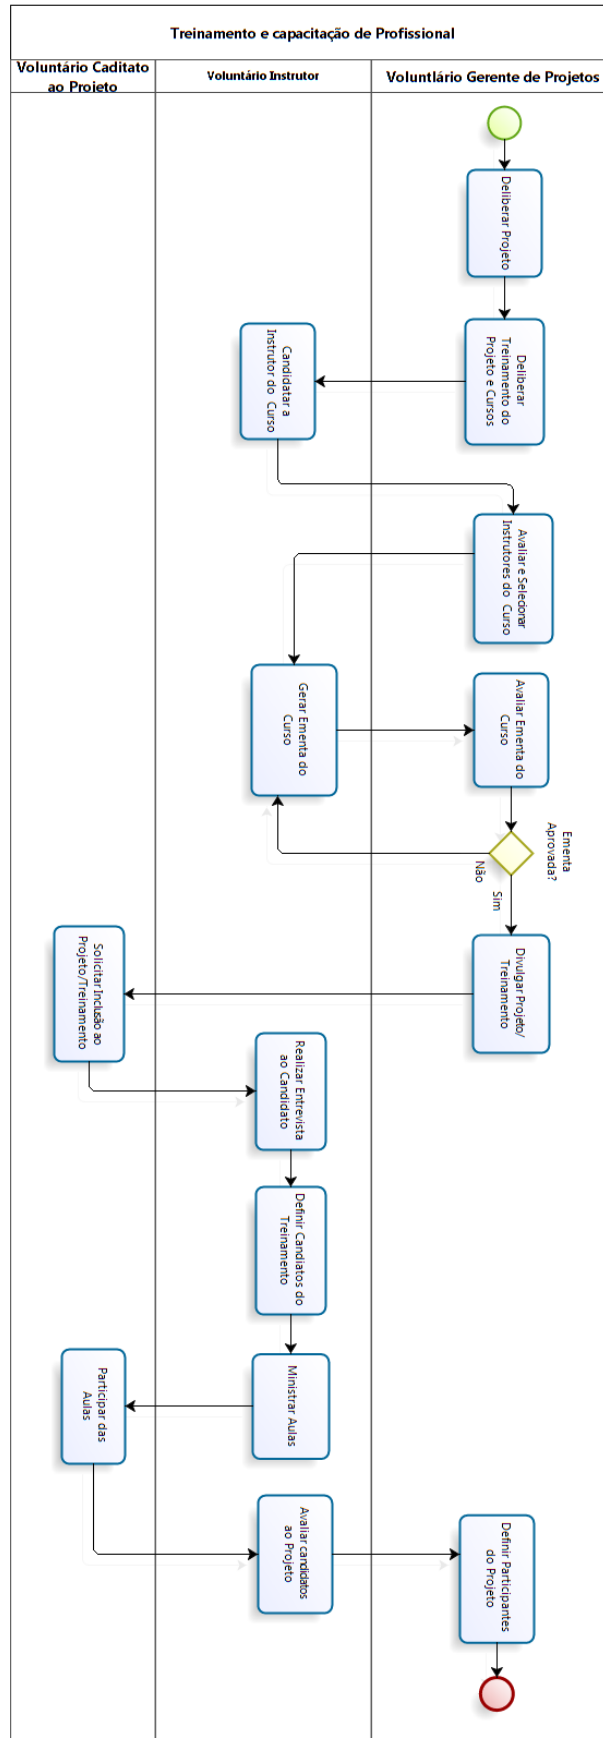 Treinamento e capacitação de Profissional
Voluntário Caditato
ao Projeto
Voluntário Instrutor
Voluntlário Gerente de Projetos
Deliberar Projeto
Deliberar
Treinamento do
Projeto e Cursos
Candidatar a
Instrutor do Curso
Avaliar e Selecionar
Instrutores do Curso
Gerar Ementa do
Curso
Avaliar Ementa do
Curso
Ementa
Aprovada?
Não
Sim
Divulgar Projeto/
Treinamento
Solicitar Inclusão ao
Projeto/Treinamento
Realizar Entrevista
ao Candidato
Definir Candiatos do
Treinamento
Ministrar Aulas
Participar das
Aulas
Avaliar candidatos
ao Projeto
Definir Participantes
do Projeto